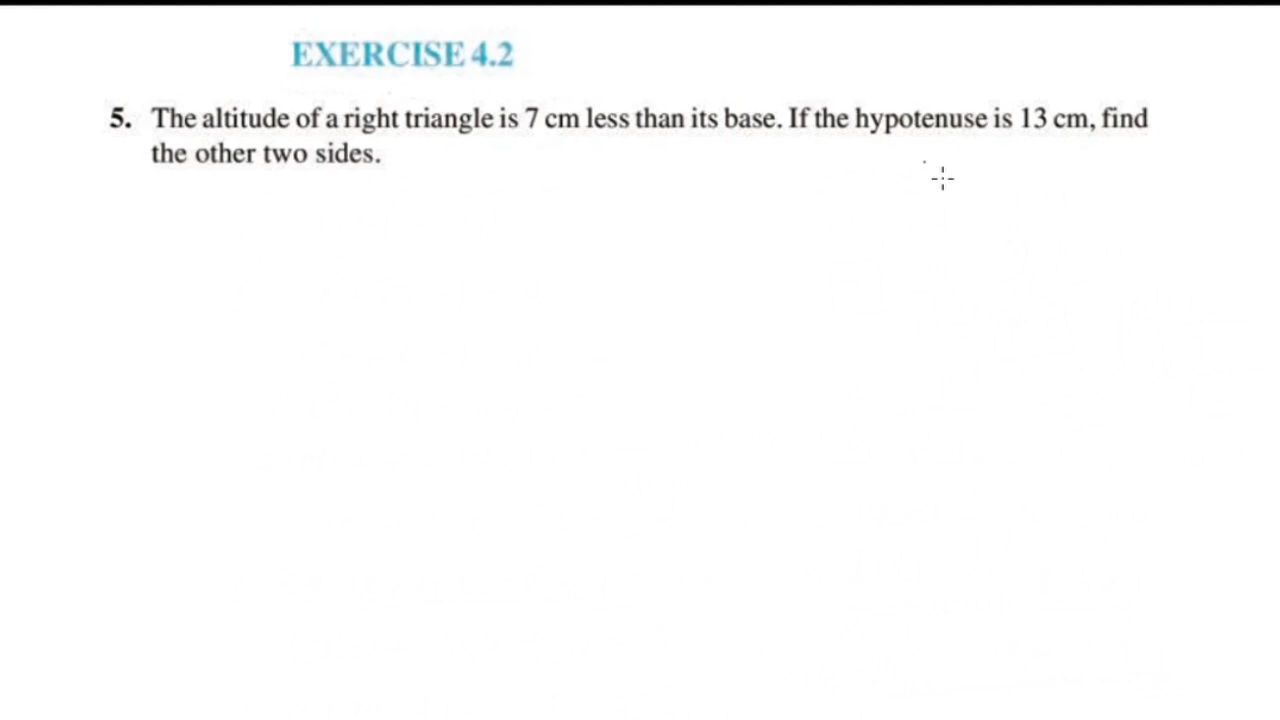 EXERCISE 4.2
5. The altitude of a right triangle is 7 cm less than its base. If the hypotenuse is 13 cm, find
the other two sides.